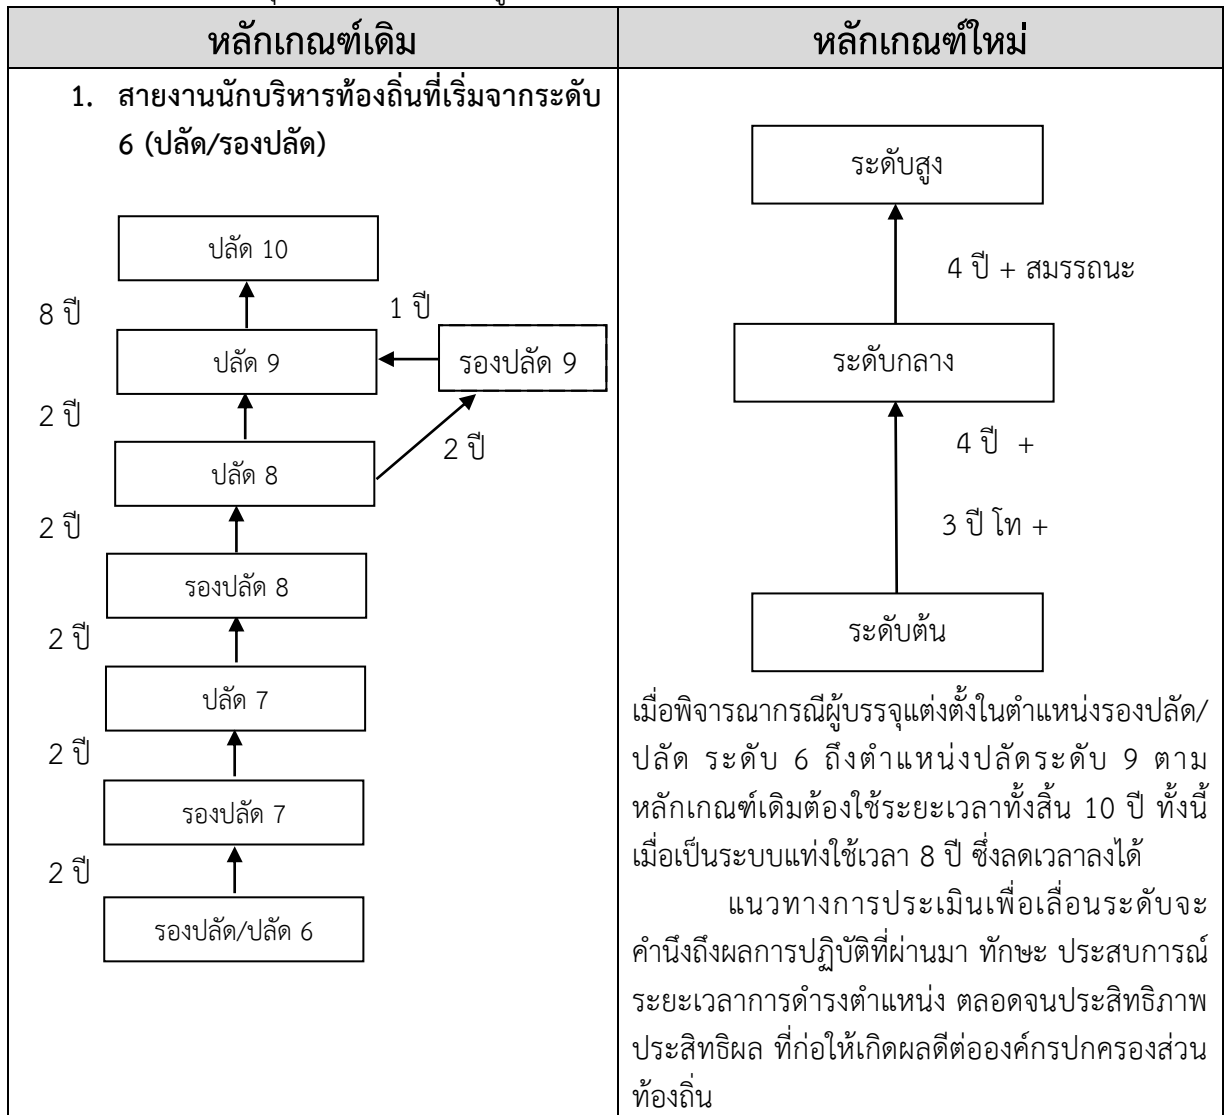 หลักเกณฑ์เดิม
หลักเกณฑ์ใหม่
1. สายงานนักบริหารท้องถิ่นที่เริ่มจากระดับ
6 (ปลัด/รองปลัด)
ปลัด 10
8 ปี
1 ปี
ปลัด 9
รองปลัด 9
2 ปี
2 ปี
ปลัด 8
2 ปี
รองปลัด 8
2 ปี
ปลัด 7
2 ปี
รองปลัด 7
2 ปี
รองปลัด/ปลัด 6
ระดับสูง
4 ปี + สมรรถนะ
ระดับกลาง
4 ปี +
3 ปี โท +
ระดับต้น
เมื่อพิจารณากรณีผู้บรรจุแต่งตั้งในตำแหน่งรองปลัด/
ปลัด ระดับ 6 ถึงตำแหน่งปลัดระดับ 9 ตาม
หลักเกณฑ์เดิมต้องใช้ระยะเวลาทั้งสิ้น 10 ปี ทั้งนี้
เมื่อเป็นระบบแท่งใช้เวลา 8 ปี ซึ่งลดเวลาลงได้
แนวทางการประเมินเพื่อเลื่อนระดับจะ
คำนึงถึงผลการปฏิบัติที่ผ่านมา ทักษะ ประสบการณ์
ระยะเวลาการดำรงตำแหน่ง ตลอดจนประสิทธิภาพ
ประสิทธิผล ที่ก่อให้เกิดผลดีต่อองค์กรปกครองส่วน
ท้องถิ่น